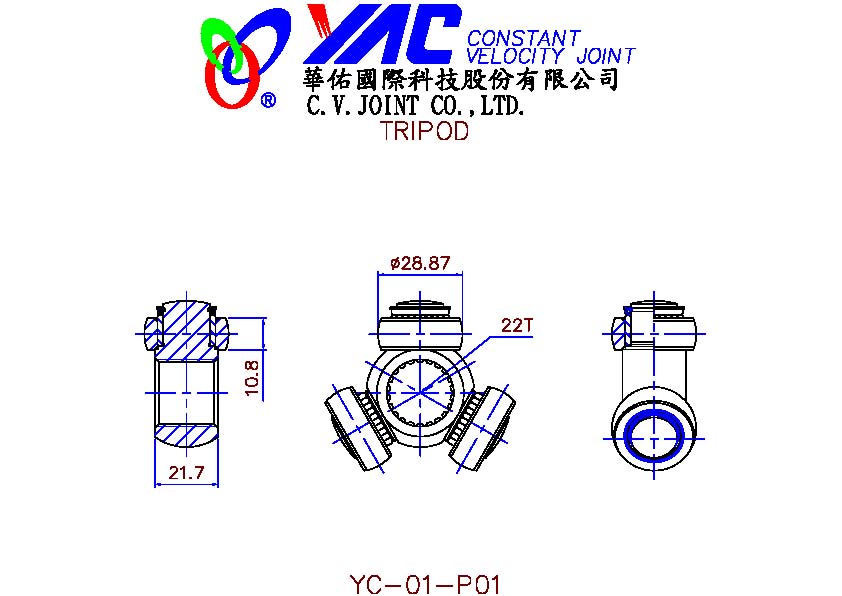 YAC CONSTANT
VELOCITY JOINT
華佑國際科技股份有限公司
® C.V.JOINT CO.,LTD.
TRIPOD
ø28.87
22T
10.8
21.7
YC-01-P01